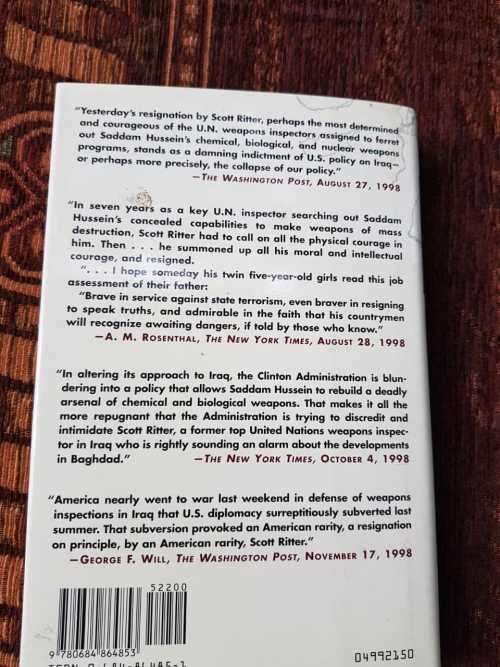 "Yesterday's resignation by Scott Ritter, perhaps the most determined
and courageous of the U.N. weapons inspectors assigned to ferret
out Saddam Hussein's chemical, biological, and nuclear weapons
programs, stands as a damning indictment of U.S. policy on Iraq—
or perhaps more precisely, the collapse of our policy."
—THE WASHINGTON POST, AUGUST 27, 1998
"In seven years as a key U.N. inspector searching out Saddam
Hussein's concealed capabilities to make weapons of mass
destruction, Scott Ritter had to call on all the physical courage in
him. Then . . . he summoned up all his moral and intellectual
courage, and resigned.
". . . I hope someday his twin five-year-old girls read this job
assessment of their father:
"Brave in service against state terrorism, even braver in resigning
to speak truths, and admirable in the faith that his countrymen
will recognize awaiting dangers, if told by those who know."
—A. M. ROSENTHAL, THE NEW YORK TIMES, AUGUST 28, 1998
"In altering its approach to Iraq, the Clinton Administration is blun-
dering into a policy that allows Saddam Hussein to rebuild a deadly
arsenal of chemical and biological weapons. That makes it all the
more repugnant that the Administration is trying to discredit and
intimidate Scott Ritter, a former top United Nations weapons inspec-
tor in Iraq who is rightly sounding an alarm about the developments
in Baghdad." —THE NEW YORK TIMES, OCTOBER 4, 1998
"America nearly went to war last weekend in defense of weapons
inspections in Iraq that U.S. diplomacy surreptitiously subverted last
summer. That subversion provoked an American rarity, a resignation
on principle, by an American rarity, Scott Ritter."
—GEORGE F. WILL, THE WASHINGTON POST, NOVEMBER 17, 1998
52200
9 780684 864853
04992150